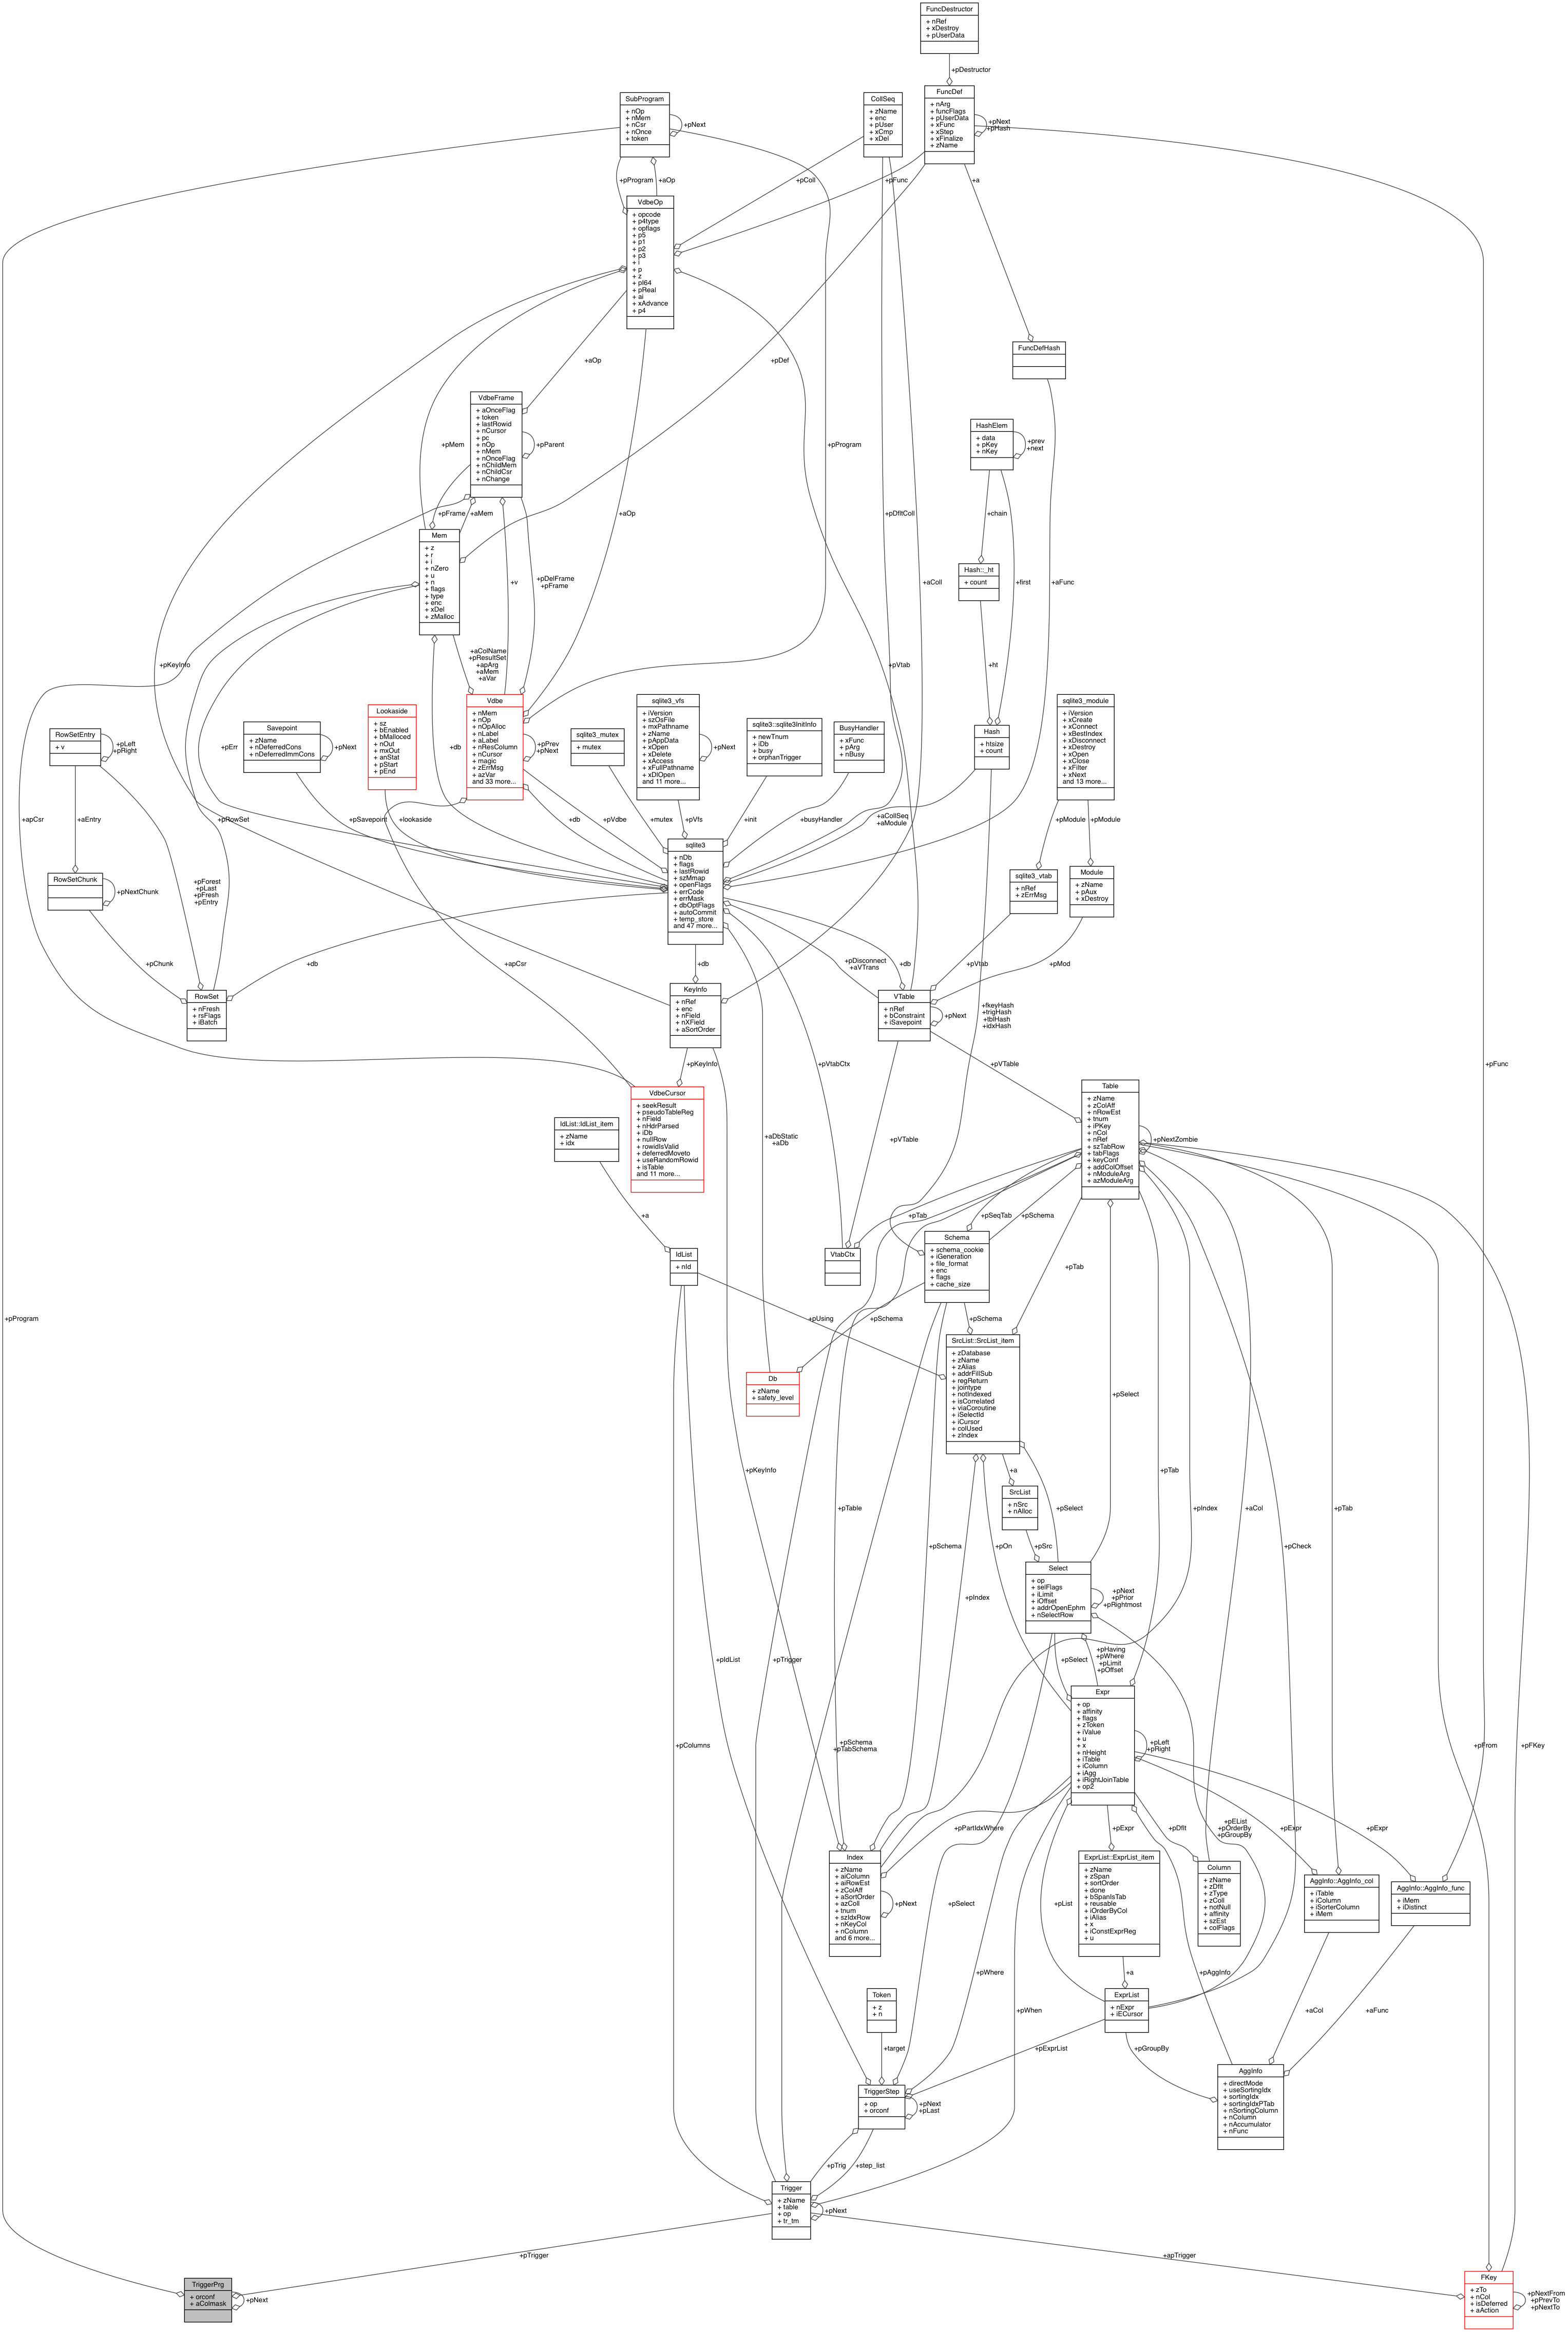 FuncDestructor
+ nRef
+ xDestroy
+ pUserData
+pDestructor
SubProgram
+ nOp
+ nMem
+ nCsr
+ nOnce
+ token
+pNext
CollSeq
+ zName
+ enc
+ pUser
+ xCmp
+ xDel
FuncDef
+ nArg
+ funcFlags
+ pUserData
+ xFunc
+ xStep
+ xFinalize
+ zName
+pNext
+pHash
+pProgram
+aOp
+pColl
+pFunc
+a
VdbeOp
+ opcode
+ p4type
+ opflags
+ p5
+ p1
+ p2
+ p3
+ i
+ p
+ z
+ pI64
+ pReal
+ ai
+ xAdvance
+ p4
FuncDefHash
+aOp
+pDef
VdbeFrame
+ aOnceFlag
+ token
+ lastRowid
+ nCursor
+ pc
+ nOp
+ nMem
+ nOnceFlag
+ nChildMem
+ nChildCsr
+ nChange
+pParent
+pMem
+pProgram
HashElem
+ data
+ pKey
+ nKey
+prev
+next
+pFrame
+aMem
+aOp
+pDfltColl
+chain
Mem
+ z
+ r
+ i
+ nZero
+ u
+ n
+ flags
+ type
+ enc
+ xDel
+ zMalloc
+v
+pDelFrame
+pFrame
+aColl
Hash::_ht
+ count
+first
+aFunc
+pKeyInfo
+aColName
+pResultSet
+apArg
+aMem
+aVar
+pVtab
+ht
Lookaside
+ sz
+ bEnabled
+ bMalloced
+ nOut
+ mxOut
+ anStat
+ pStart
+ pEnd
Vdbe
+ nMem
+ nOp
+ nOpAlloc
+ nLabel
+ aLabel
+ nResColumn
+ nCursor
+ magic
+ zErrMsg
+ azVar
and 33 more...
+pPrev
+pNext
sqlite3_vfs
+ iVersion
+ szOsFile
+ mxPathname
+ zName
+ pAppData
+ xOpen
+ xDelete
+ xAccess
+ xFullPathname
+ xDlOpen
and 11 more...
+pNext
sqlite3_module
+ iVersion
+ xCreate
+ xConnect
+ xBestIndex
+ xDisconnect
+ xDestroy
+ xOpen
+ xClose
+ xFilter
+ xNext
and 13 more...
RowSetEntry
+ v
+pLeft
+pRight
Savepoint
+ zName
+ nDeferredCons
+ nDeferredImmCons
+pNext
sqlite3_mutex
+ mutex
sqlite3::sqlite3InitInfo
+ newTnum
+ iDb
+ busy
+ orphanTrigger
BusyHandler
+ xFunc
+ pArg
+ nBusy
Hash
+ htsize
+ count
+pErr
+db
+apCsr
+aEntry
+pRowSet
+pSavepoint
+lookaside
+pVdbe
+db
+mutex
+pVfs
+init
+busyHandler
+aCollSeq
+aModule
+pModule
+pModule
sqlite3
+ nDb
+ flags
+ lastRowid
+ szMmap
+ openFlags
+ errCode
+ errMask
+ dbOptFlags
+ autoCommit
+ temp_store
and 47 more...
RowSetChunk
+pNextChunk
+pForest
+pLast
+pFresh
+pEntry
sqlite3_vtab
+ nRef
+ zErrMsg
Module
+ zName
+ pAux
+ xDestroy
+pChunk
+db
+apCsr
+db
+pDisconnect
+aVTrans
+db
+pVtab
+pMod
RowSet
+ nFresh
+ rsFlags
+ iBatch
KeyInfo
+ nRef
+ enc
+ nField
+ nXField
+ aSortOrder
VTable
+ nRef
+ bConstraint
+ iSavepoint
+pNext
+fkeyHash
+trigHash
+tblHash
+idxHash
+pKeyInfo
+pVtabCtx
+pVTable
+pFunc
VdbeCursor
+ seekResult
+ pseudoTableReg
+ nField
+ nHdrParsed
+ iDb
+ nullRow
+ rowidIsValid
+ deferredMoveto
+ useRandomRowid
+ isTable
and 11 more...
Table
+ zName
+ zColAff
+ nRowEst
+ tnum
+ iPKey
+ nCol
+ nRef
+ szTabRow
+ tabFlags
+ keyConf
+ addColOffset
+ nModuleArg
+ azModuleArg
+pNextZombie
IdList::IdList_item
+ zName
+ idx
+aDbStatic
+aDb
+pVTable
+a
+pTab
+pSeqTab
+pSchema
IdList
+ nId
VtabCtx
Schema
+ schema_cookie
+ iGeneration
+ file_format
+ enc
+ flags
+ cache_size
+pTab
+pProgram
+pUsing
+pSchema
+pSchema
Db
+ zName
+ safety_level
SrcList::SrcList_item
+ zDatabase
+ zName
+ zAlias
+ addrFillSub
+ regReturn
+ jointype
+ notIndexed
+ isCorrelated
+ viaCoroutine
+ iSelectId
+ iCursor
+ colUsed
+ zIndex
+pSelect
+pKeyInfo
+a
+pTab
SrcList
+ nSrc
+ nAlloc
+pTable
+pSelect
+pIndex
+aCol
+pTab
+pSchema
+pOn
+pSrc
+pCheck
+pFKey
+pFrom
Select
+ op
+ selFlags
+ iLimit
+ iOffset
+ addrOpenEphm
+ nSelectRow
+pNext
+pPrior
+pRightmost
+pIndex
+pIdList
+pTrigger
+pSelect
+pHaving
+pWhere
+pLimit
+pOffset
Expr
+ op
+ affinity
+ flags
+ zToken
+ iValue
+ u
+ x
+ nHeight
+ iTable
+ iColumn
+ iAgg
+ iRightJoinTable
+ op2
+pLeft
+pRight
+pColumns
+pSchema
+pTabSchema
+pPartIdxWhere
+pExpr
+pDflt
+pEList
+pOrderBy
+pGroupBy
+pExpr
+pExpr
Index
+ zName
+ aiColumn
+ aiRowEst
+ zColAff
+ aSortOrder
+ azColl
+ tnum
+ szIdxRow
+ nKeyCol
+ nColumn
and 6 more...
+pNext
+pSelect
+pList
ExprList::ExprList_item
+ zName
+ zSpan
+ sortOrder
+ done
+ bSpanIsTab
+ reusable
+ iOrderByCol
+ iAlias
+ x
+ iConstExprReg
+ u
Column
+ zName
+ zDflt
+ zType
+ zColl
+ notNull
+ affinity
+ szEst
+ colFlags
AggInfo::AggInfo_col
+ iTable
+ iColumn
+ iSorterColumn
+ iMem
AggInfo::AggInfo_func
+ iMem
+ iDistinct
+pWhere
+a
+pAggInfo
Token
+ z
+ n
+pWhen
ExprList
+ nExpr
+ iECursor
+aCol
+aFunc
+target
+pExprList
+pGroupBy
TriggerStep
+ op
+ orconf
+pNext
+pLast
AggInfo
+ directMode
+ useSortingIdx
+ sortingIdx
+ sortingIdxPTab
+ nSortingColumn
+ nColumn
+ nAccumulator
+ nFunc
+pTrig
+step_list
Trigger
+ zName
+ table
+ op
+ tr_tm
+pNext
+pTrigger
+apTrigger
TriggerPrg
+ orconf
+ aColmask
+pNext
FKey
+ zTo
+ nCol
+ isDeferred
+ aAction
+pNextFrom
+pPrevTo
+pNextTo